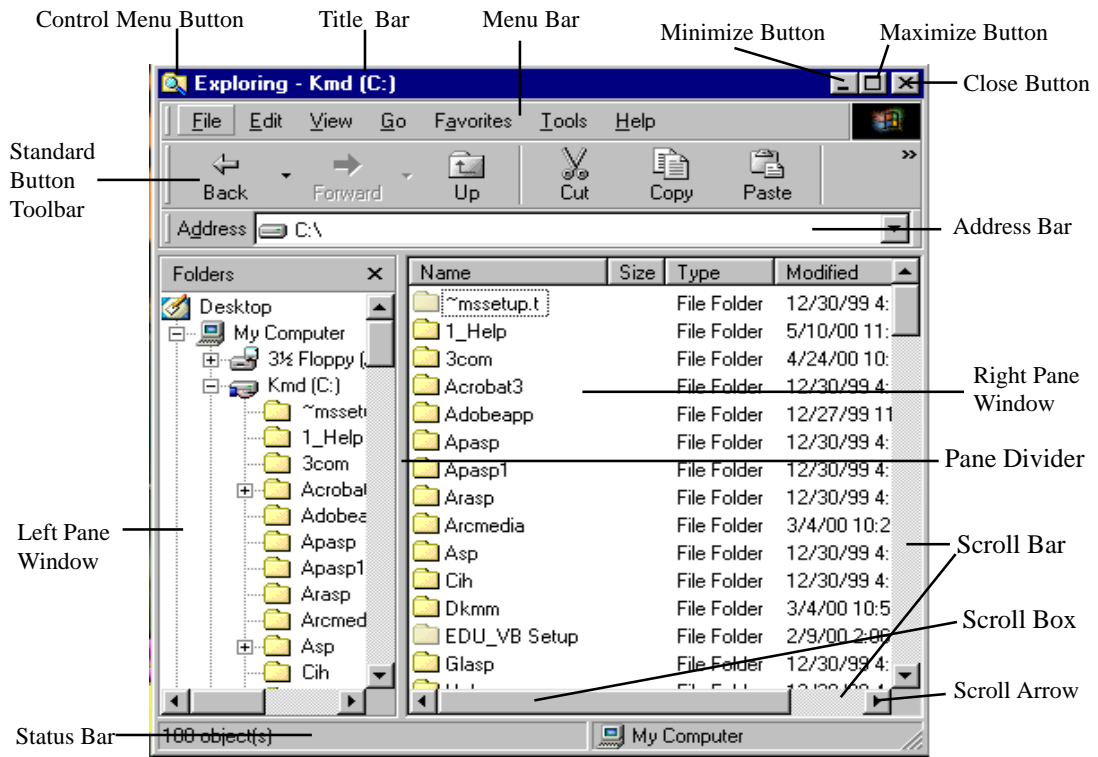 Control Menu Button
Title Bar
Menu Bar
Minimize Button
Maximize Button
Exploring - Kmd (C:)
Close Button
File Edit View Go Favorites Tools Help
Standard
Button
Toolbar
Back Forward Up Cut Copy Paste »
Address C:\
Address Bar
Folders
Name Size Type Modified
Desktop
My Computer
3½ Floppy (
Kmd (C:)
~mssetu
1_Help
3com
Acrobat
Adobea
Apasp
Apasp1
Arasp
Arcmed
Asp
Cih
~mssetup.t File Folder 12/30/99 4:
1_Help File Folder 5/10/00 11:
3com File Folder 4/24/00 10:
Acrobat3 File Folder 12/30/99 4:
Adobeapp File Folder 12/27/99 11
Apasp File Folder 12/30/99 4:
Apasp1 File Folder 12/30/99 4:
Arasp File Folder 12/30/99 4:
Arcmedia File Folder 3/4/00 10:2
Asp File Folder 12/30/99 4:
Cih File Folder 12/30/99 4:
Dkmm File Folder 3/4/00 10:5
EDU_VB Setup File Folder 2/9/00 2:06
Glasp File Folder 12/30/99 4:
Right Pane
Window
Pane Divider
Left Pane
Window
Scroll Bar
Scroll Box
Scroll Arrow
Status Bar
180 object(s)
My Computer